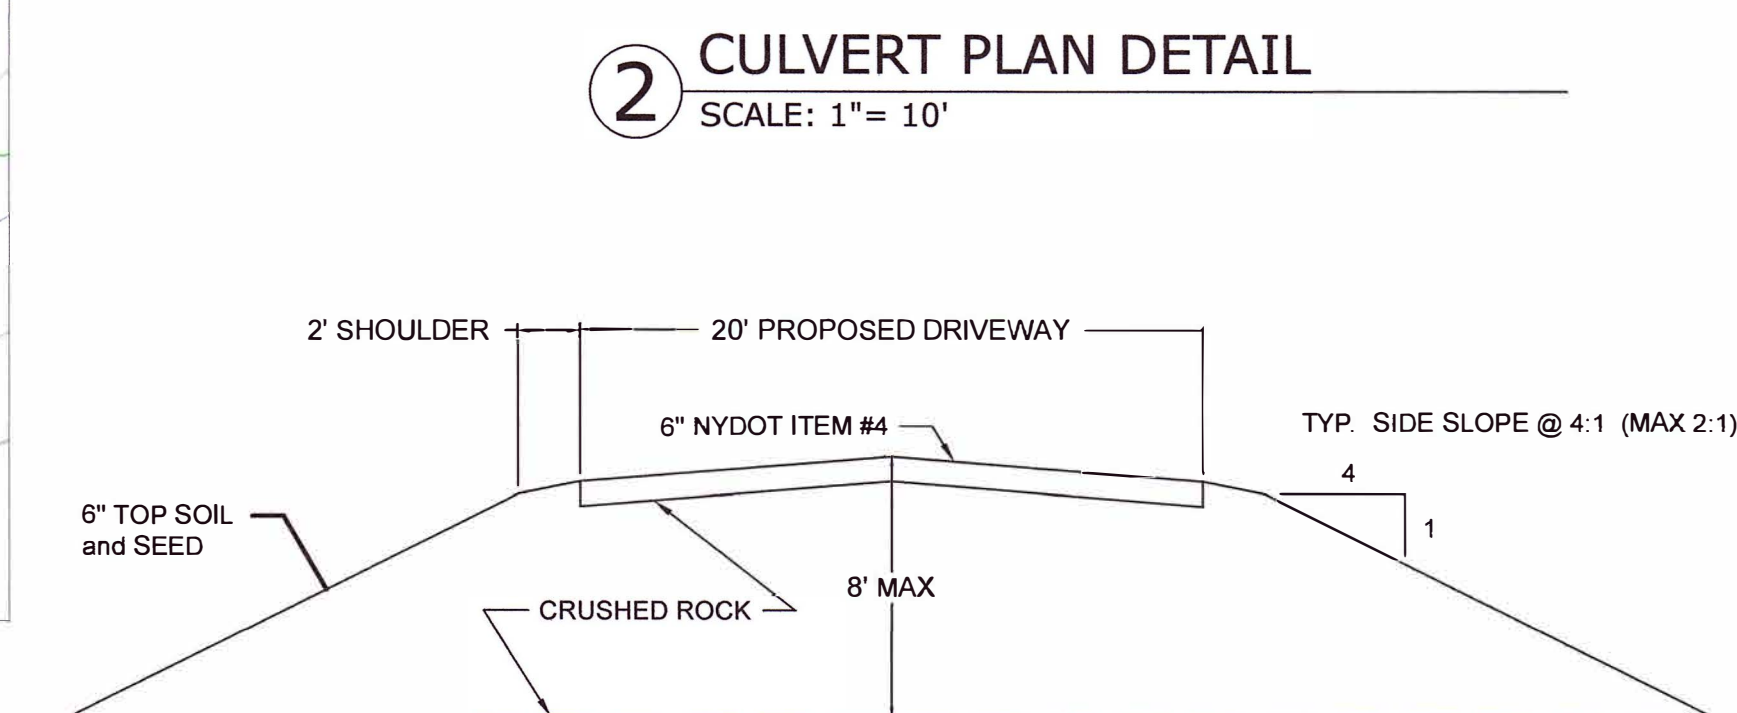 2
CULVERT PLAN DETAIL
SCALE: 1"= 10'
2' SHOULDER
20' PROPOSED DRIVEWAY
6" NYDOT ITEM #4
TYP. SIDE SLOPE @ 4:1 (MAX 2:1)
4
1
6" TOP SOIL
and SEED
8' MAX
CRUSHED ROCK